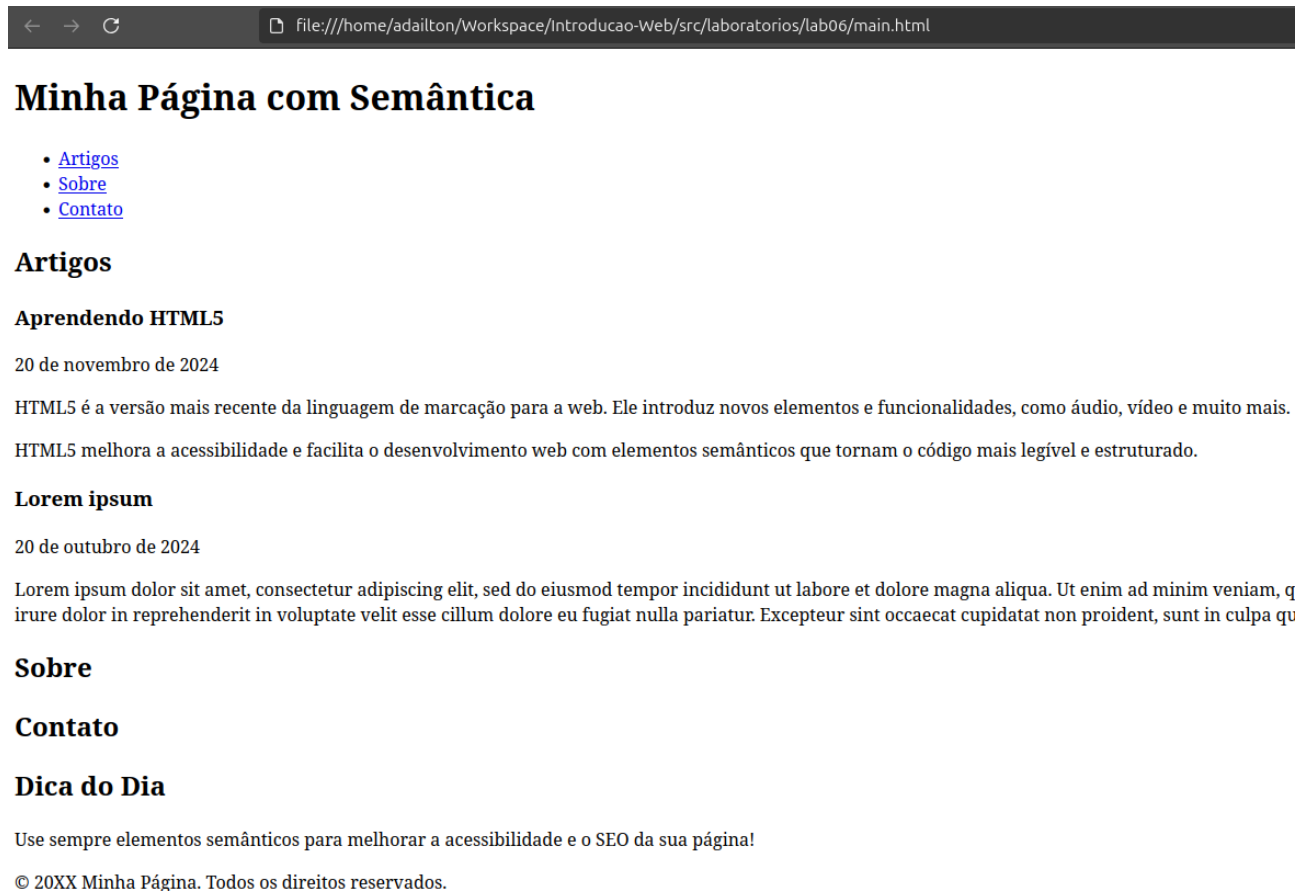 file:///home/adailton/Workspace/Introducao-Web/src/laboratorios/lab06/main.html
Minha Página com Semântica
• Artigos
• Sobre
• Contato
Artigos
Aprendendo HTML5
20 de novembro de 2024
HTML5 é a versão mais recente da linguagem de marcação para a web. Ele introduz novos elementos e funcionalidades, como áudio, vídeo e muito mais.
HTML5 melhora a acessibilidade e facilita o desenvolvimento web com elementos semânticos que tornam o código mais legível e estruturado.
Lorem ipsum
20 de outubro de 2024
Lorem ipsum dolor sit amet, consectetur adipiscing elit, sed do eiusmod tempor incididunt ut labore et dolore magna aliqua. Ut enim ad minim veniam, q
irure dolor in reprehenderit in voluptate velit esse cillum dolore eu fugiat nulla pariatur. Excepteur sint occaecat cupidatat non proident, sunt in culpa qu
Sobre
Contato
Dica do Dia
Use sempre elementos semânticos para melhorar a acessibilidade e o SEO da sua página!
© 20XX Minha Página. Todos os direitos reservados.